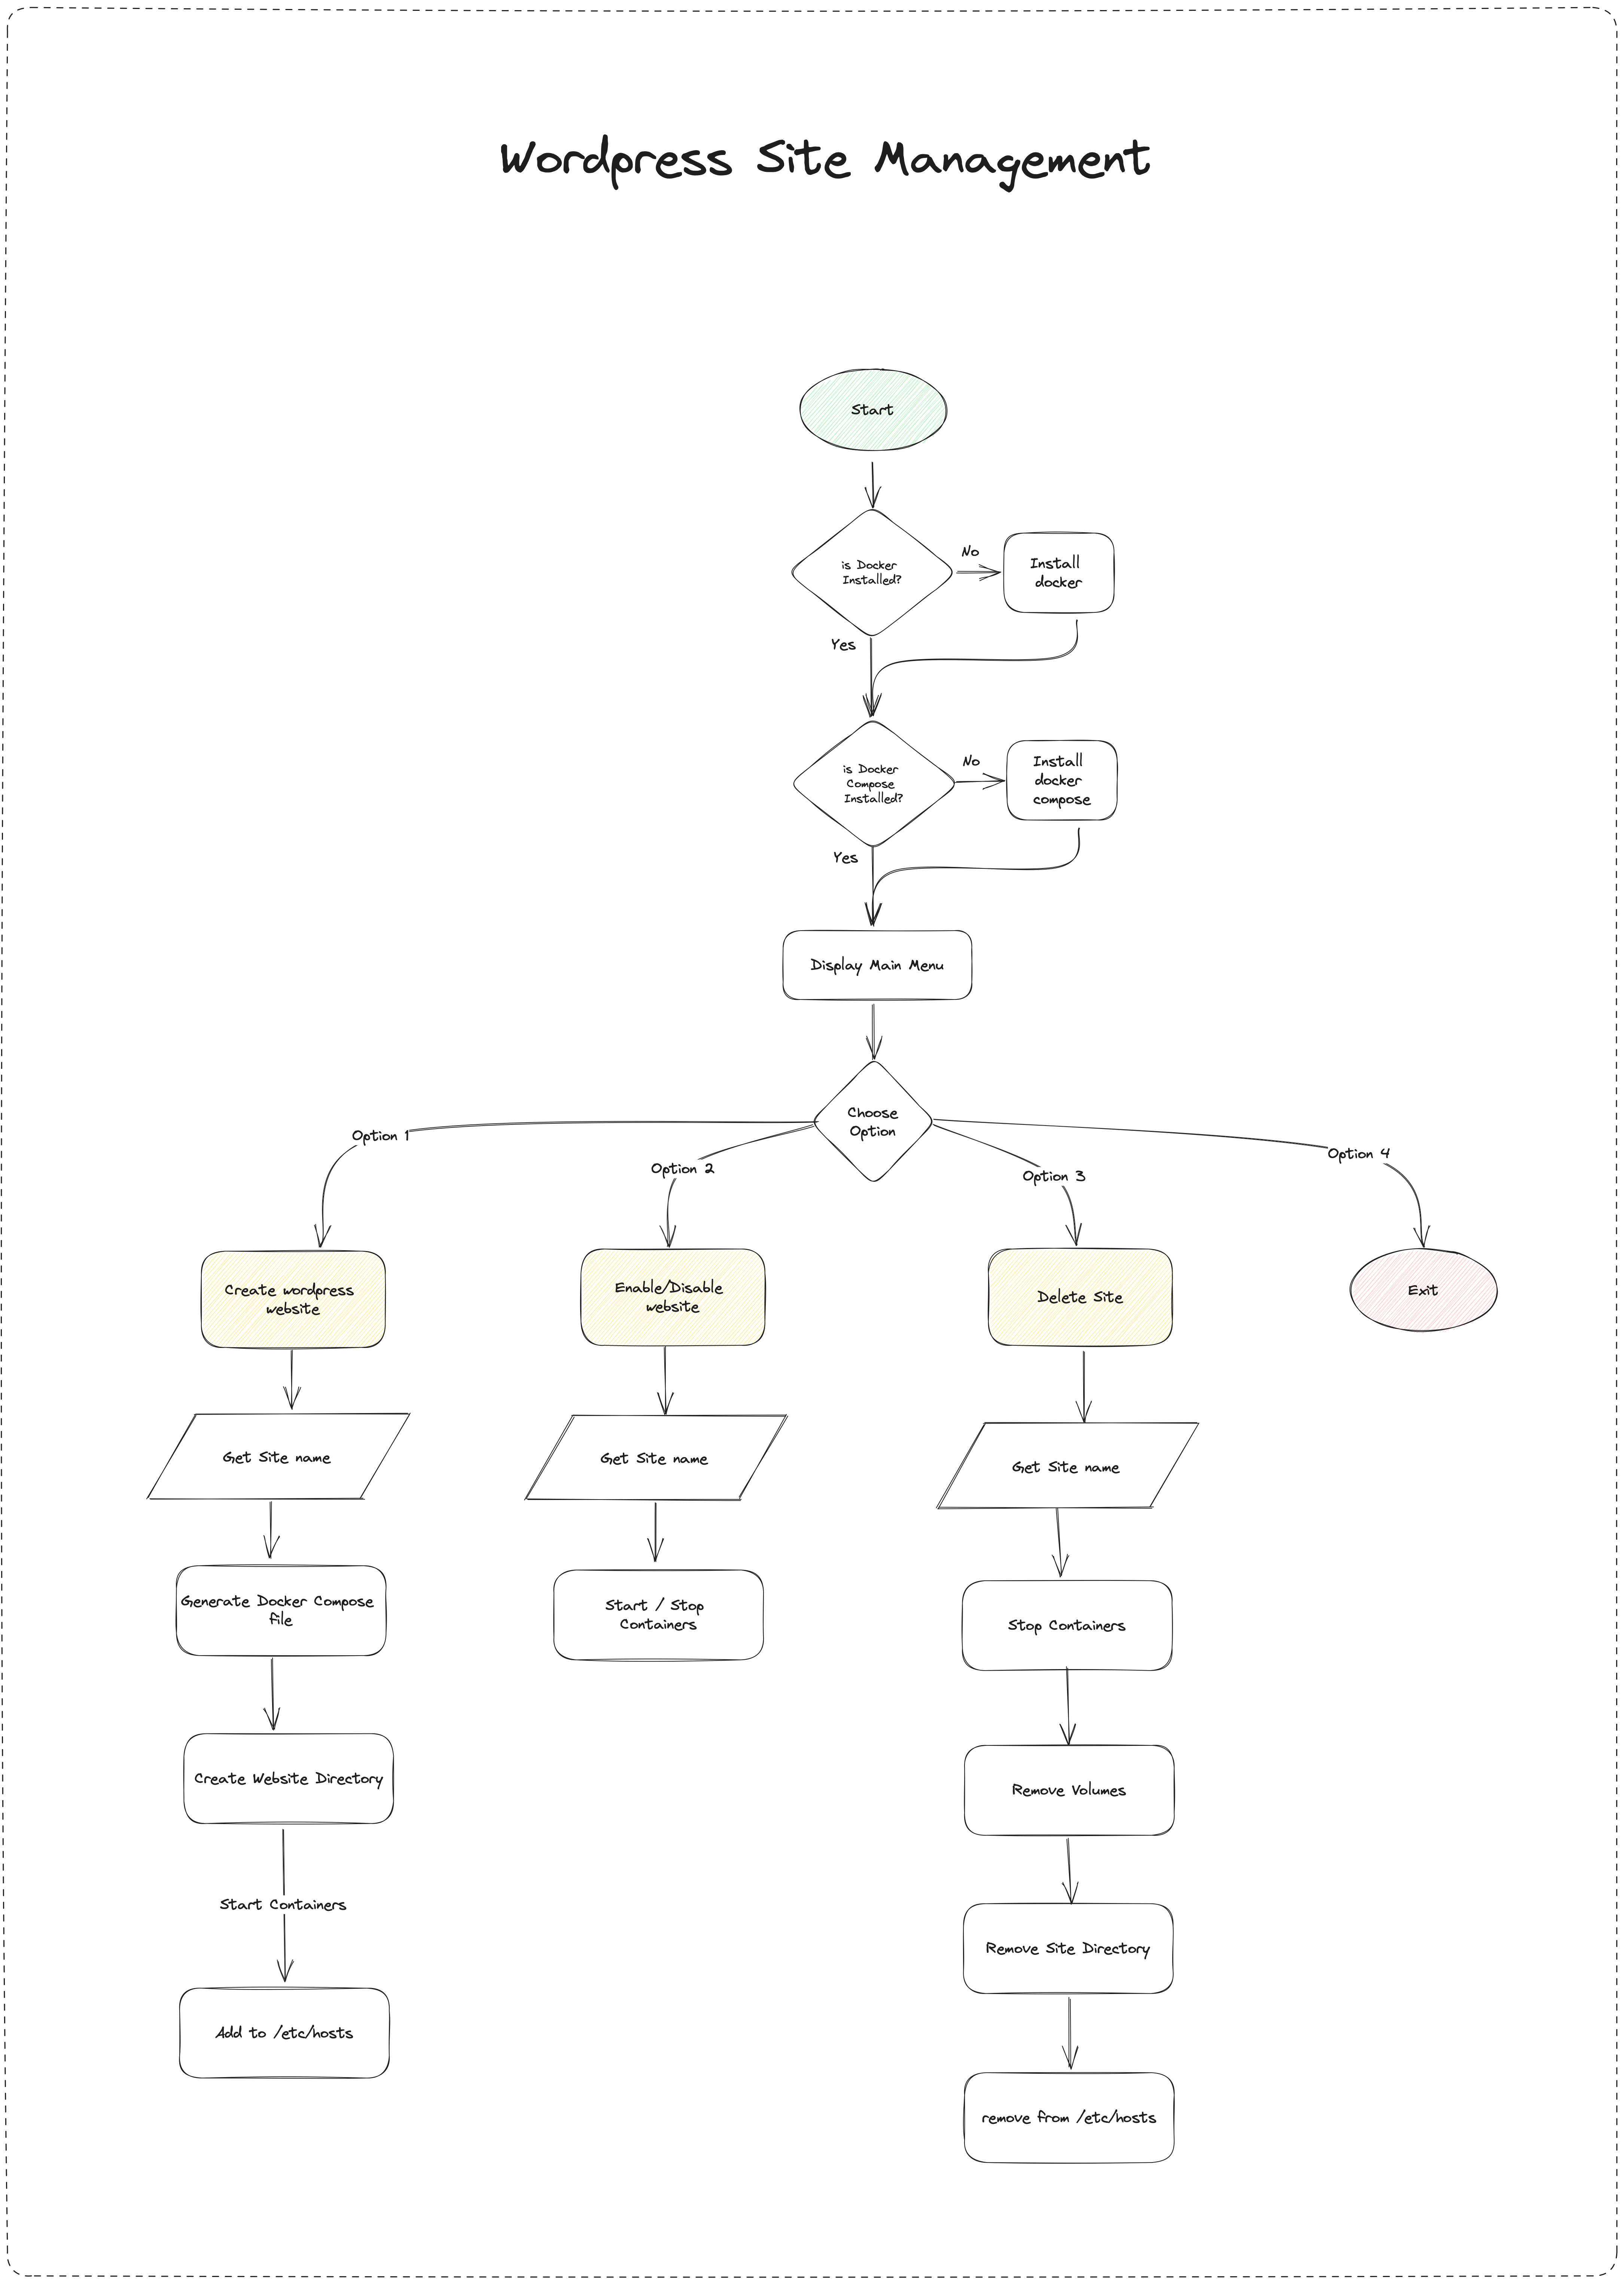 Wordpress Site Management
Start
is Docker
Installed?
No
Install
docker
Yes
is Docker
Compose
Installed?
No
Install
docker
compose
Yes
Display Main Menu
Choose
Option
Option 1
Option 2
Option 3
Option 4
Create wordpress
website
Enable/Disable
website
Delete Site
Exit
Get Site name
Get Site name
Get Site name
Generate Docker Compose
file
Start / Stop
Containers
Stop Containers
Create Website Directory
Remove Volumes
Start Containers
Remove Site Directory
Add to /etc/hosts
remove from /etc/hosts